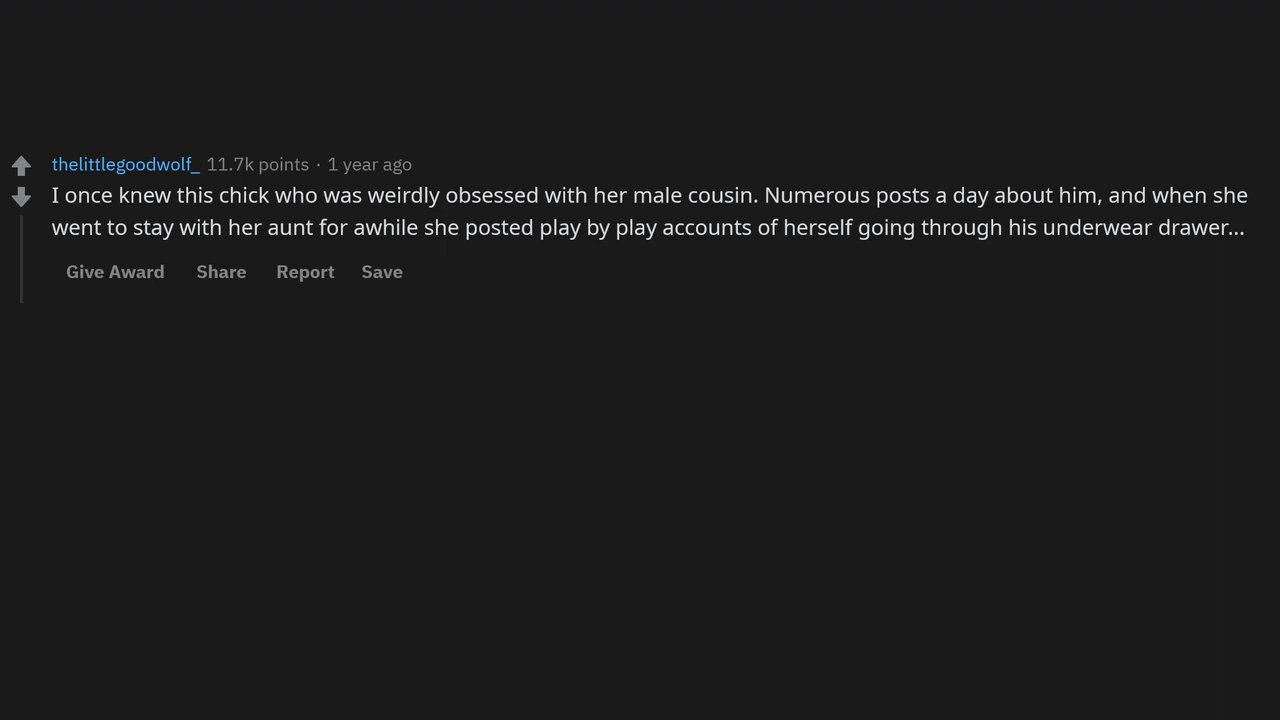 thelittlegoodwolf_ 11.7k points · 1 year ago
I once knew this chick who was weirdly obsessed with her male cousin. Numerous posts a day about him, and when she
went to stay with her aunt for awhile she posted play by play accounts of herself going through his underwear drawer...
Give Award Share Report Save